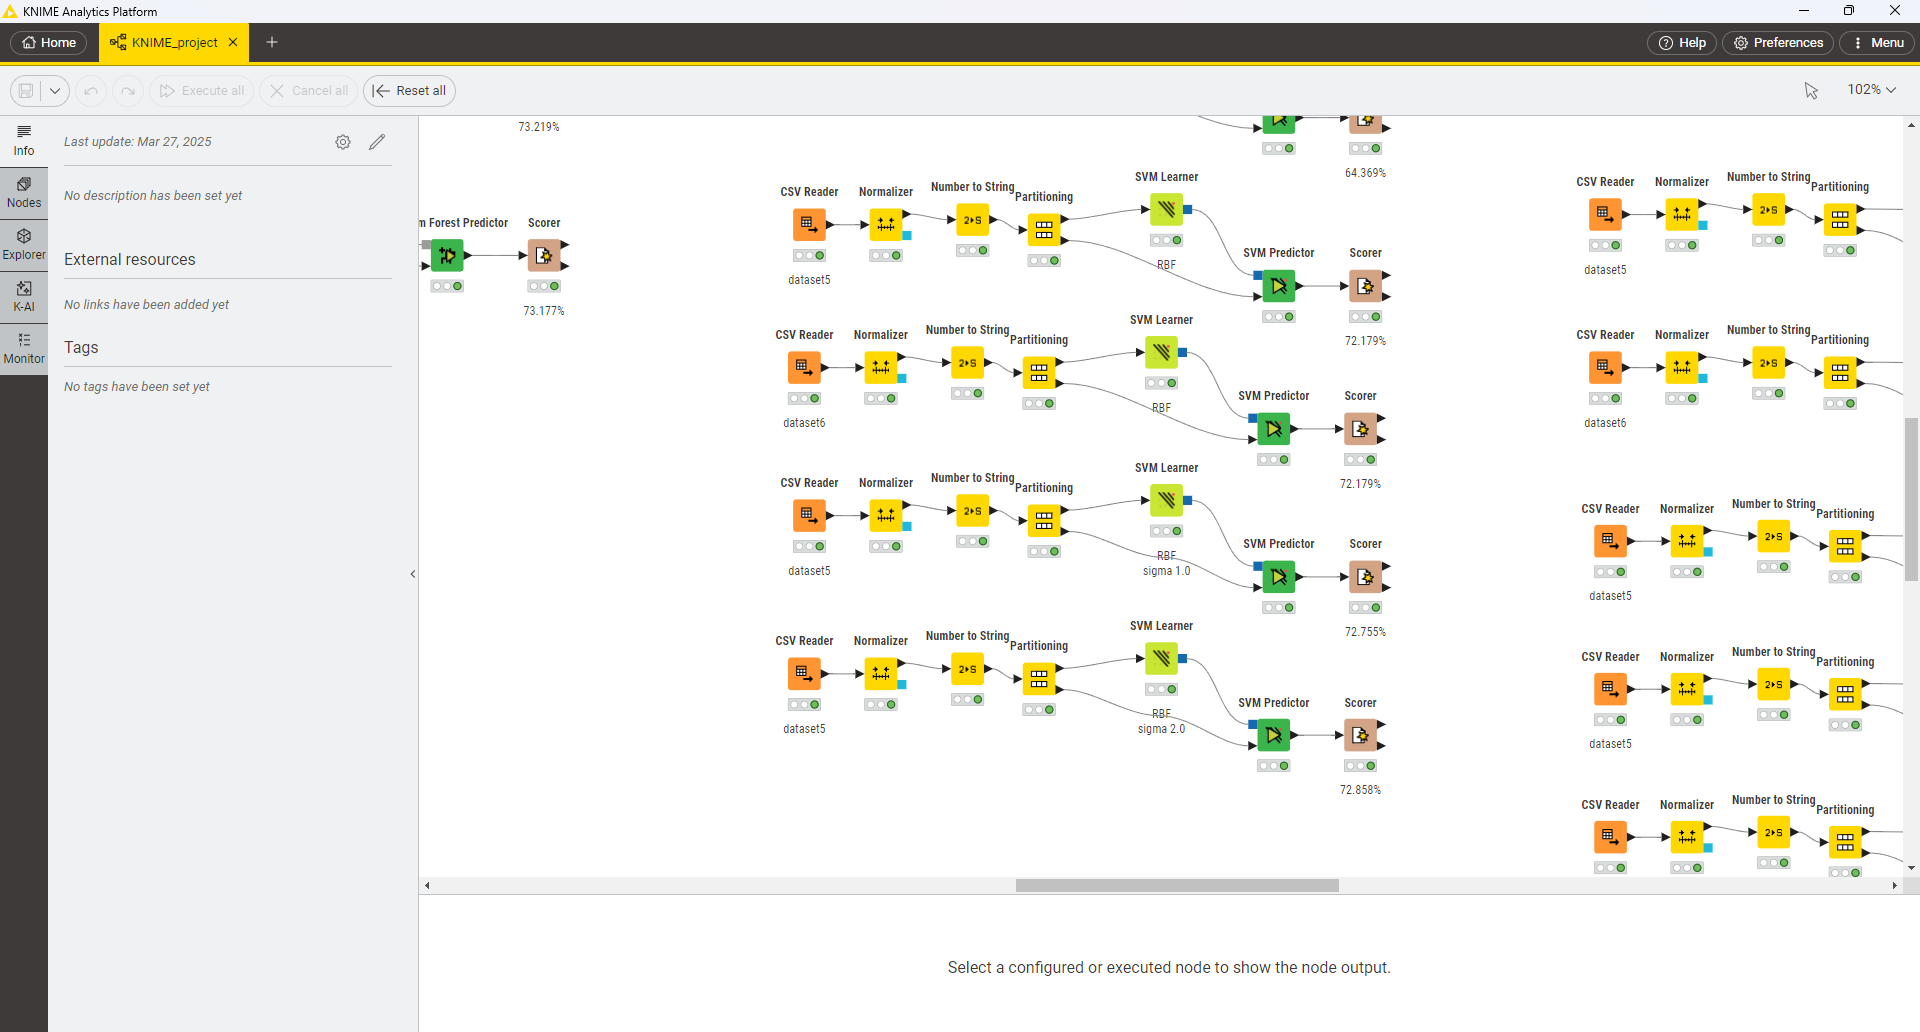 KNIME Analytics Platform
Home
KNIME_project
Help
Preferences
Menu
Execute all
Cancel all
Reset all
102%
Info
Nodes
Explorer
K-AI
Monitor
Last update: Mar 27, 2025
No description has been set yet
External resources
No links have been added yet
Tags
No tags have been set yet
73.219%
m Forest Predictor
Scorer
73.177%
64.369%
CSV Reader
Normalizer
Number to String
Partitioning
SVM Learner
2▸S
RBF
dataset5
SVM Predictor
Scorer
72.179%
CSV Reader
Normalizer
Number to String
Partitioning
SVM Learner
2▸S
RBF
dataset6
SVM Predictor
Scorer
72.179%
CSV Reader
Normalizer
Number to String
Partitioning
SVM Learner
2▸S
RBF
sigma 1.0
dataset5
SVM Predictor
Scorer
72.755%
CSV Reader
Normalizer
Number to String
Partitioning
SVM Learner
2▸S
RBF
sigma 2.0
dataset5
SVM Predictor
Scorer
72.858%
CSV Reader
Normalizer
Number to String
Partitioning
2▸S
dataset5
CSV Reader
Normalizer
Number to String
Partitioning
2▸S
dataset6
CSV Reader
Normalizer
Number to String
Partitioning
2▸S
dataset5
CSV Reader
Normalizer
Number to String
Partitioning
2▸S
dataset5
CSV Reader
Normalizer
Number to String
Partitioning
2▸S
Select a configured or executed node to show the node output.